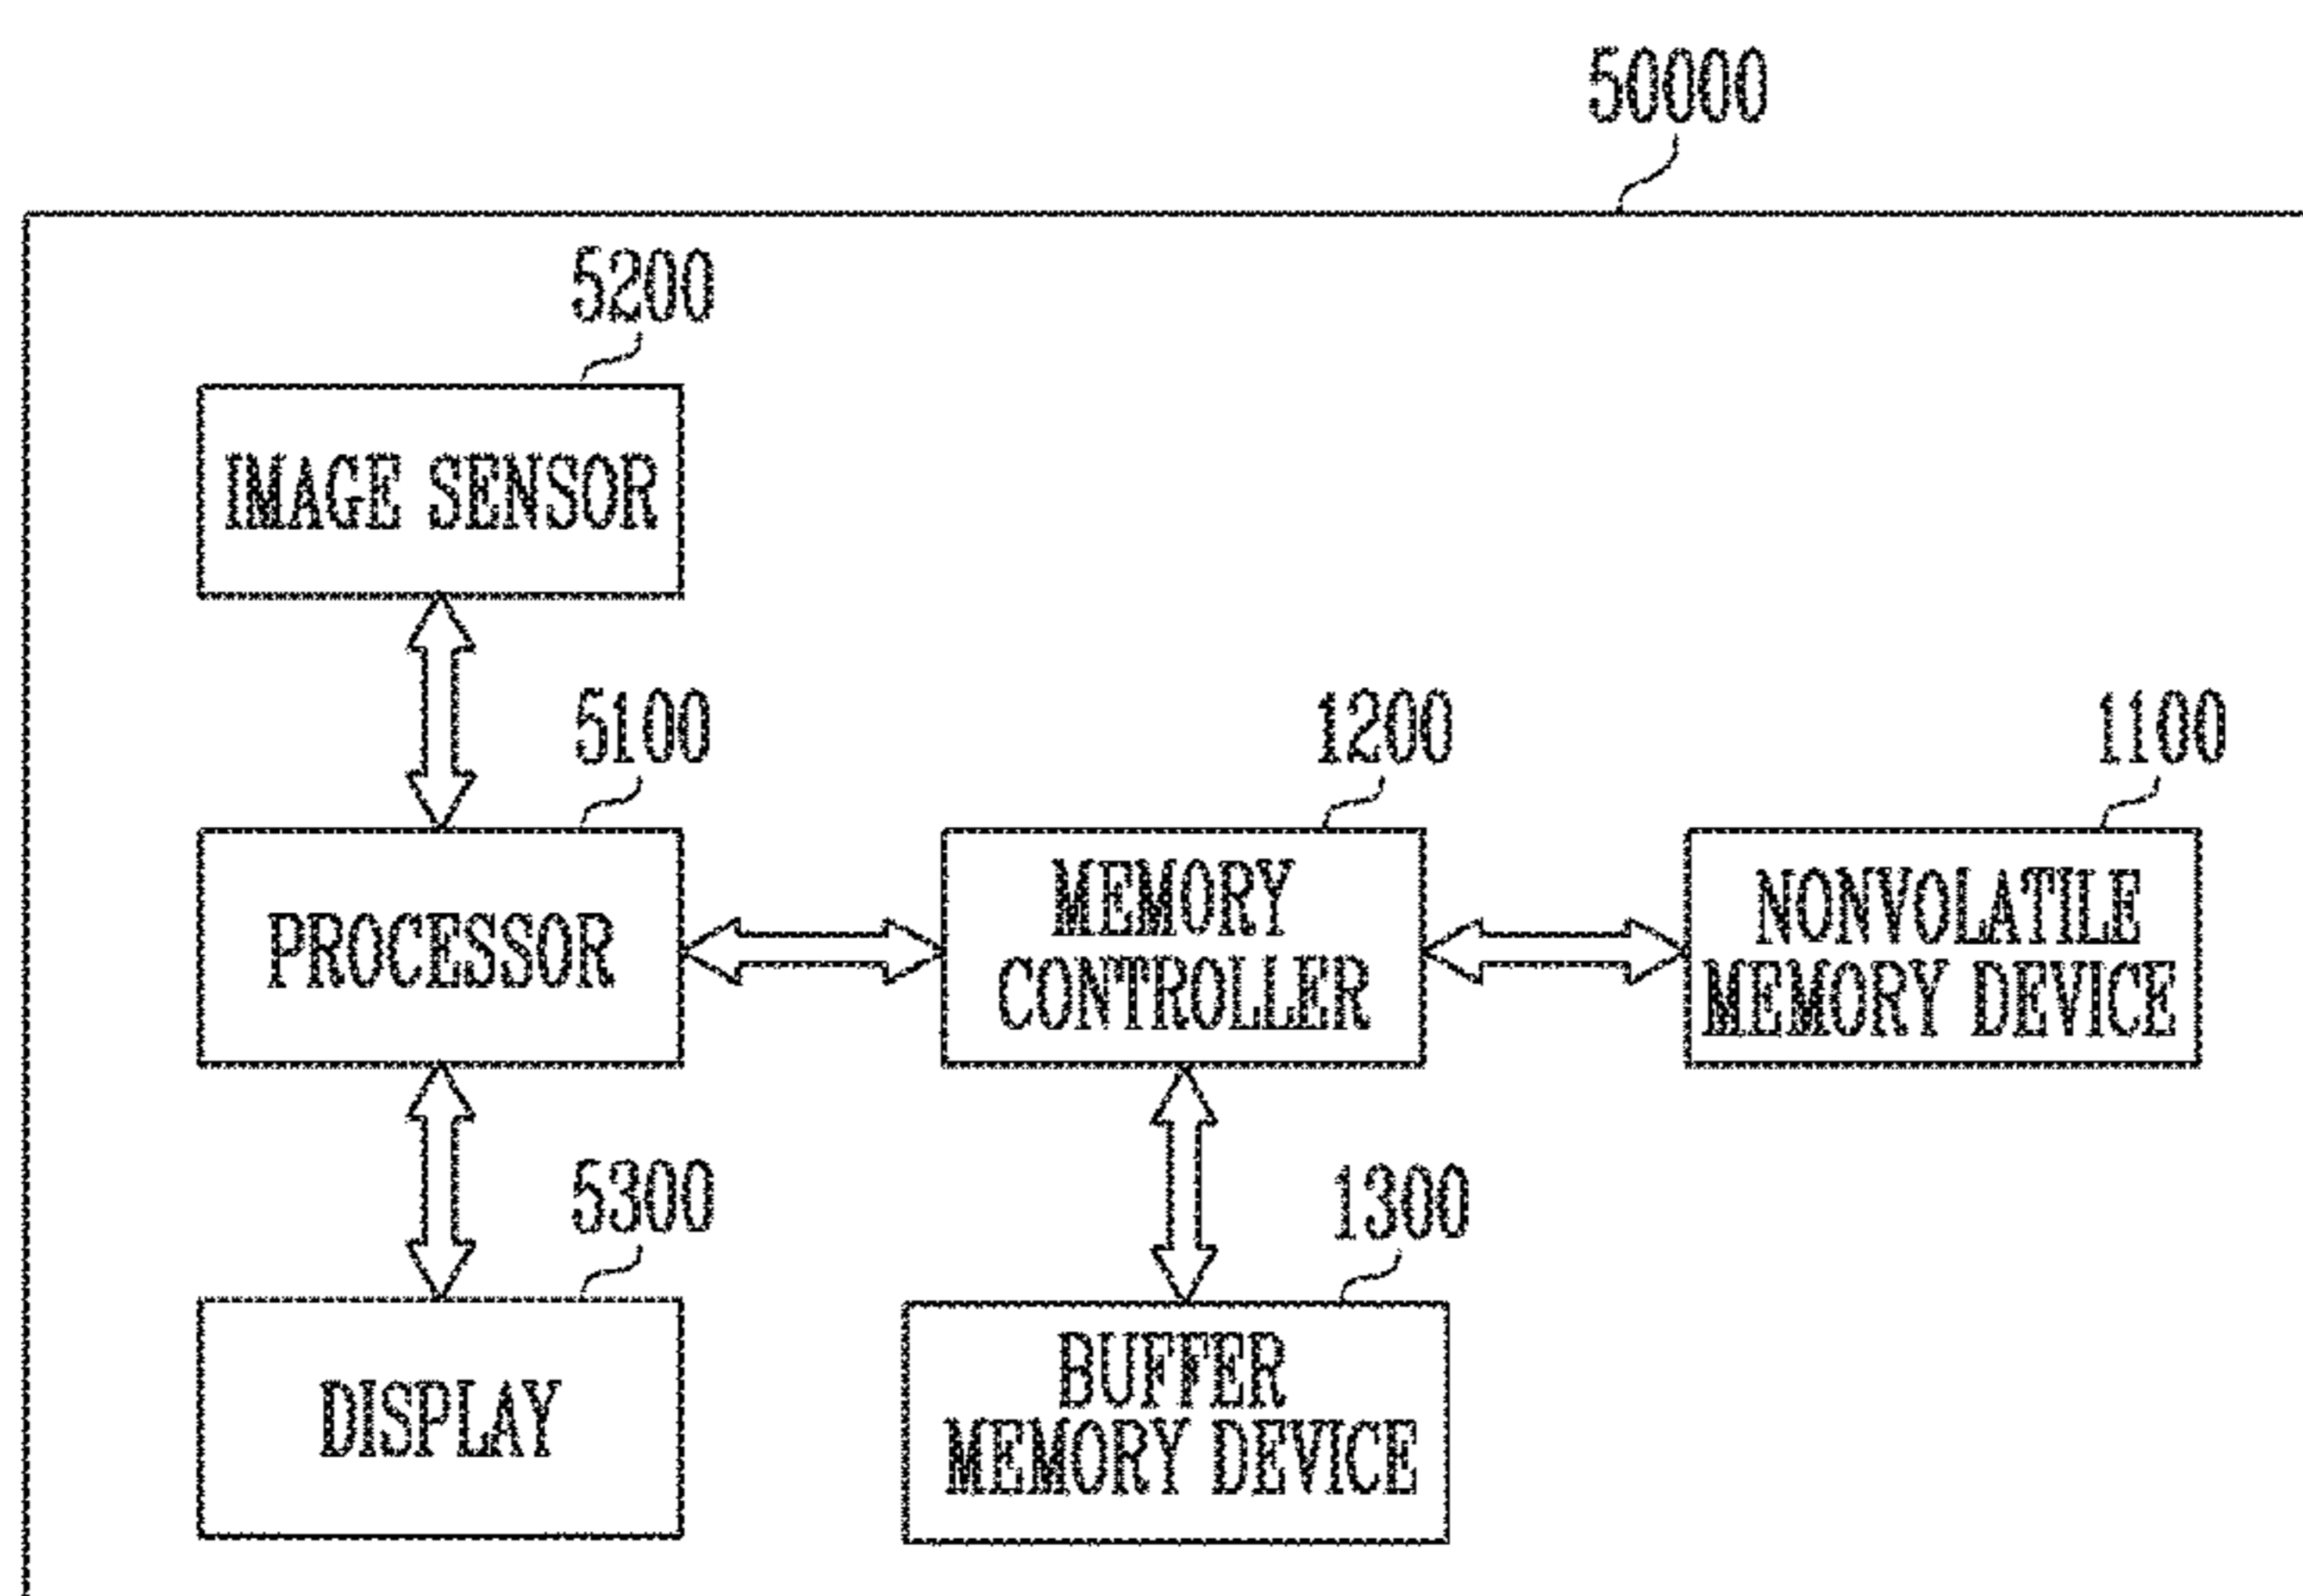 50000
5200
IMAGE SENSOR
5100
PROCESSOR
1200
MEMORY
CONTROLLER
1100
NONVOLATILE
MEMORY DEVICE
5300
DISPLAY
1300
BUFFER
MEMORY DEVICE